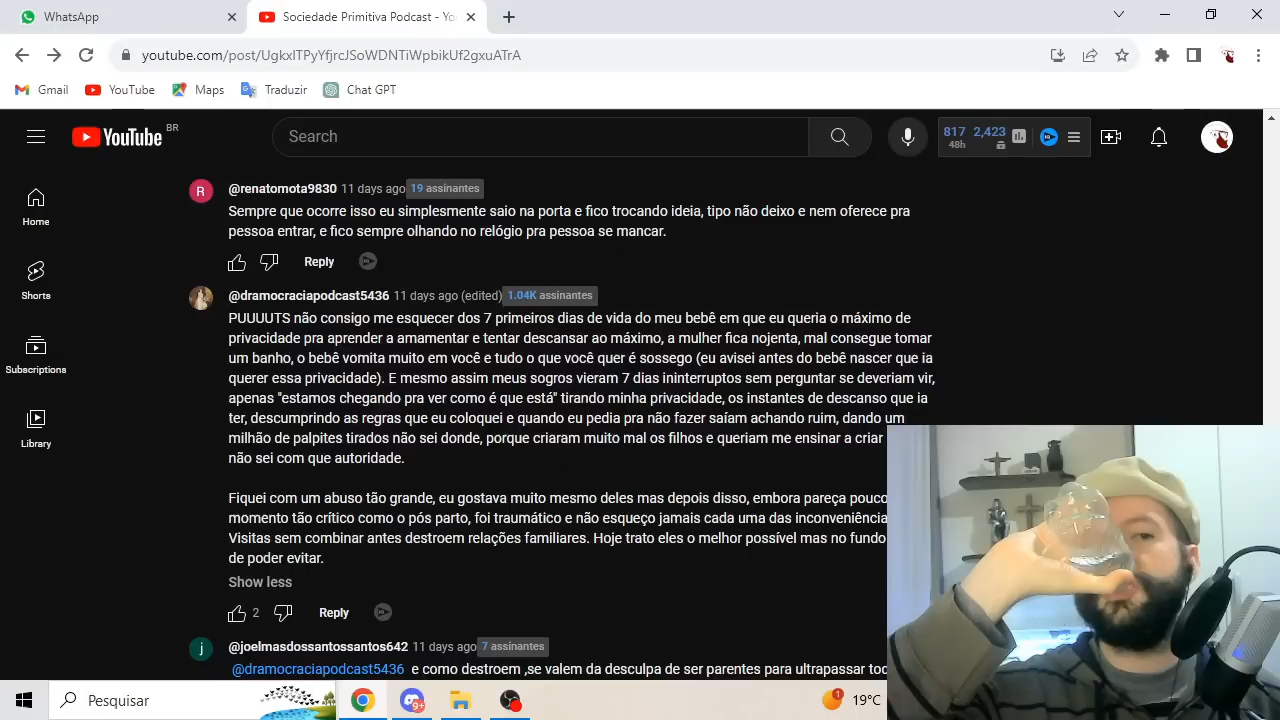 WhatsApp
Sociedade Primitiva Podcast - Yo
youtube.com/post/UgkxlTPyYfjrcJSoWDNTiWpbikUf2gxuATrA
Gmail
YouTube
Maps
Traduzir
Chat GPT
YouTube BR
Search
817 2,423
48h
Home
Shorts
Subscriptions
Library
R
@renatomota9830 11 days ago 19 assinantes
Sempre que ocorre isso eu simplesmente saio na porta e fico trocando ideia, tipo não deixo e nem oferece pra
pessoa entrar, e fico sempre olhando no relógio pra pessoa se mancar.
Reply
@dramocraciapodcast5436 11 days ago (edited) 1.04K assinantes
PUUUUTS não consigo me esquecer dos 7 primeiros dias de vida do meu bebê em que eu queria o máximo de
privacidade pra aprender a amamentar e tentar descansar ao máximo, a mulher fica nojenta, mal consegue tomar
um banho, o bebê vomita muito em você e tudo o que você quer é sossego (eu avisei antes do bebê nascer que ia
querer essa privacidade). E mesmo assim meus sogros vieram 7 dias ininterruptos sem perguntar se deveriam vir,
apenas "estamos chegando pra ver como é que está" tirando minha privacidade, os instantes de descanso que ia
ter, descumprindo as regras que eu coloquei e quando eu pedia pra não fazer saíam achando ruim, dando um
milhão de palpites tirados não sei donde, porque criaram muito mal os filhos e queriam me ensinar a criar
não sei com que autoridade.
Fiquei com um abuso tão grande, eu gostava muito mesmo deles mas depois disso, embora pareça pouco
momento tão crítico como o pós parto, foi traumático e não esqueço jamais cada uma das inconveniência
Visitas sem combinar antes destroem relações familiares. Hoje trato eles o melhor possível mas no fundo
de poder evitar.
Show less
2 Reply
j
@joelmasdossantossantos642 11 days ago 7 assinantes
@dramocraciapodcast5436 e como destroem ,se valem da desculpa de ser parentes para ultrapassar tod
Pesquisar
9+
1
19°C